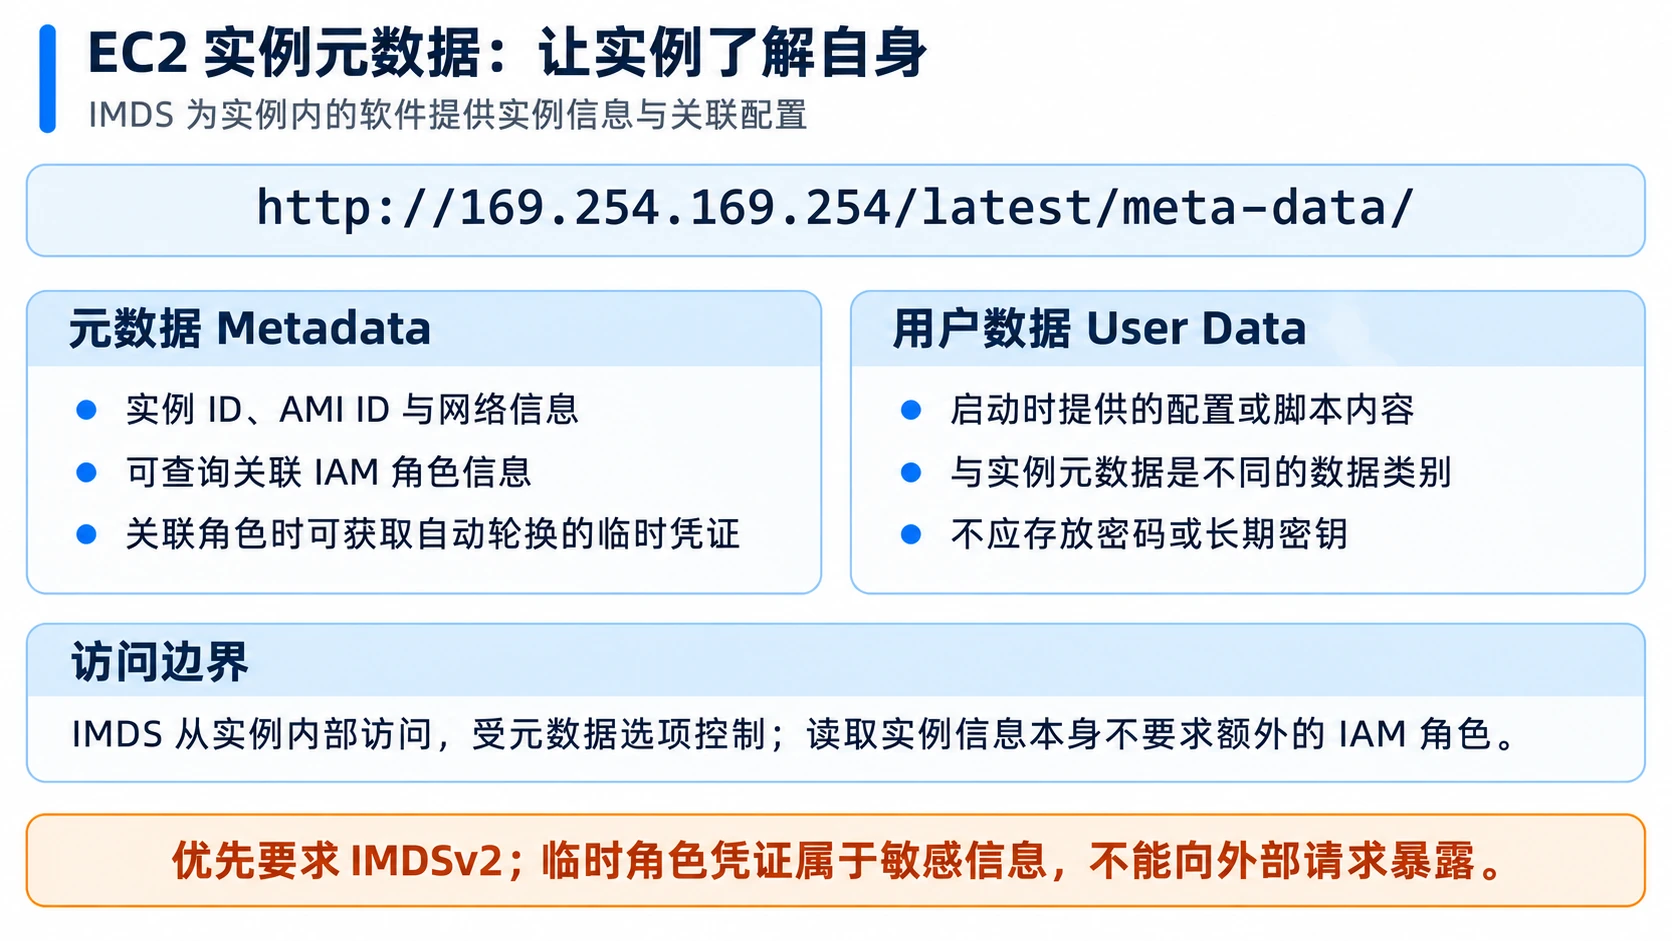 EC2 实例元数据：让实例了解自身
IMDS 为实例内的软件提供实例信息与关联配置
http://169.254.169.254/latest/meta-data/
元数据 Metadata
实例 ID、AMI ID 与网络信息
可查询关联 IAM 角色信息
关联角色时可获取自动轮换的临时凭证
用户数据 User Data
启动时提供的配置或脚本内容
与实例元数据是不同的数据类别
不应存放密码或长期密钥
访问边界
IMDS 从实例内部访问，受元数据选项控制；读取实例信息本身不要求额外的 IAM 角色。
优先要求 IMDSv2；临时角色凭证属于敏感信息，不能向外部请求暴露。